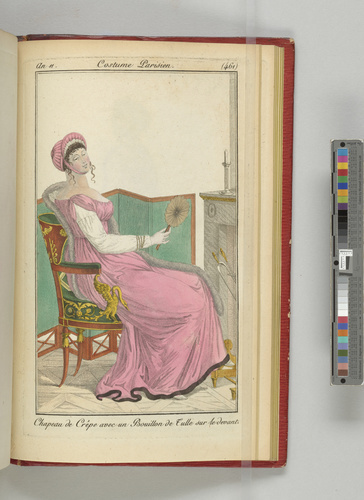 An 11. Costume Parisien. (461)
Chapeau de Crêpe avec un Bouillon de Tulle sur le devant.